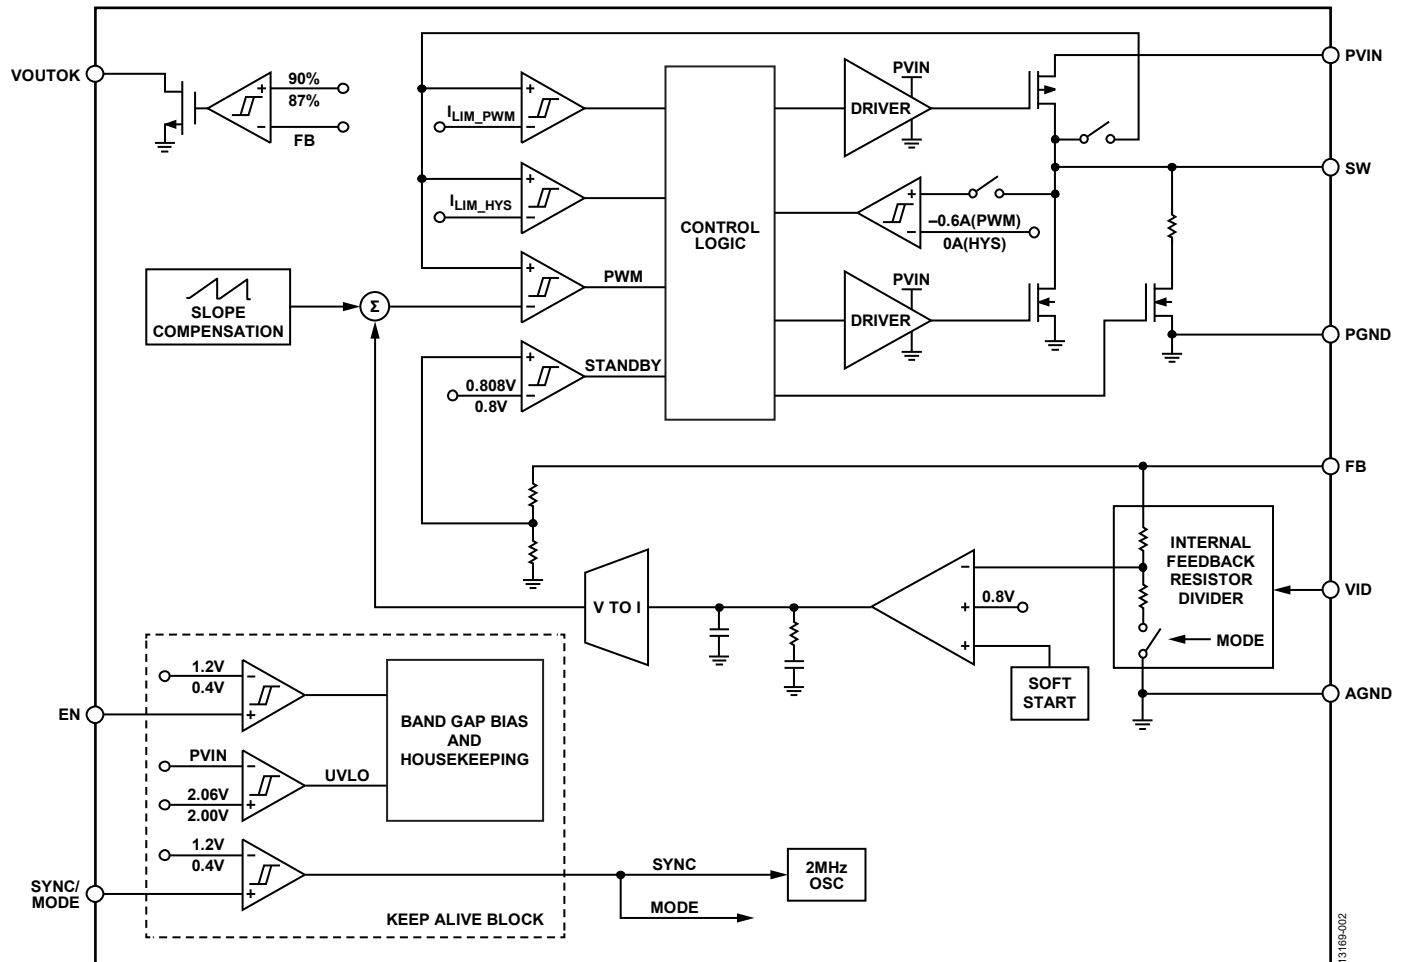 VOUTOK
90%
87%
FB
+
−
I_LIM_PWM
+
−
I_LIM_HYS
+
−
SLOPE
COMPENSATION
Σ
+
−
PWM
0.808V
0.8V
+
−
STANDBY
CONTROL
LOGIC
PVIN
DRIVER
+
−
−0.6A(PWM)
0A(HYS)
PVIN
DRIVER
PVIN
SW
PGND
FB
INTERNAL
FEEDBACK
RESISTOR
DIVIDER
MODE
VID
AGND
V TO I
−
+
+
0.8V
SOFT
START
1.2V
0.4V
−
+
EN
PVIN
2.06V
2.00V
−
+
UVLO
BAND GAP BIAS
AND
HOUSEKEEPING
1.2V
0.4V
−
+
SYNC/
MODE
KEEP ALIVE BLOCK
SYNC
MODE
2MHz
OSC
13169-002